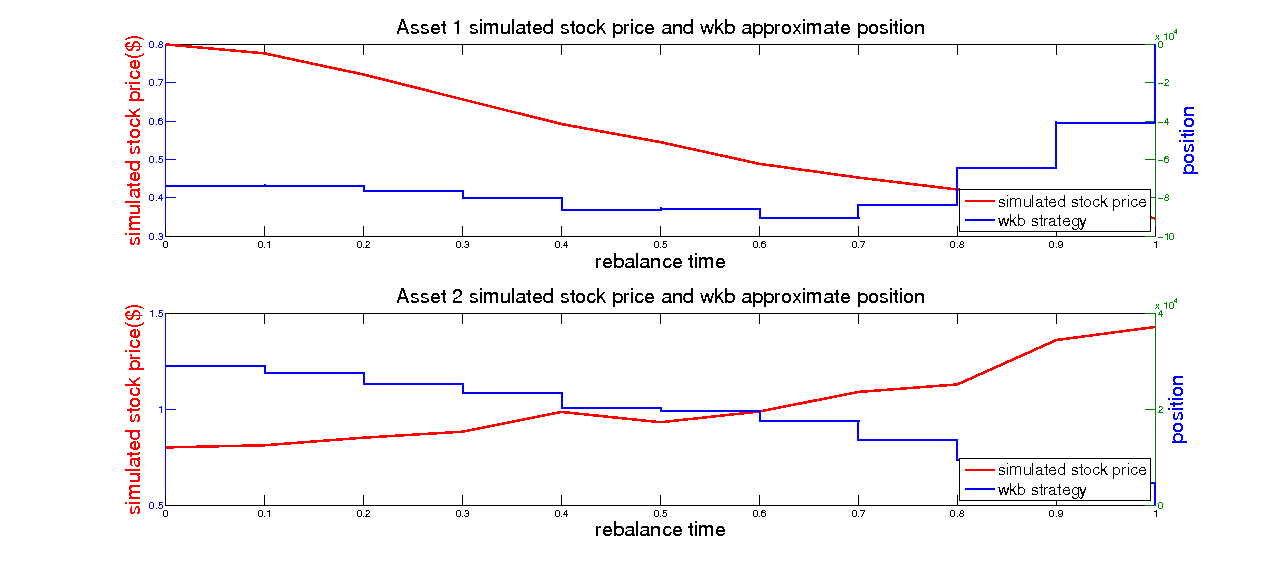 Asset 1 simulated stock price and wkb approximate position
x 10^4
simulated stock price($)
0.8
0.7
0.6
0.5
0.4
0.3
0
−2
−4
−6
−8
−10
position
simulated stock price
wkb strategy
0 0.1 0.2 0.3 0.4 0.5 0.6 0.7 0.8 0.9 1
rebalance time
Asset 2 simulated stock price and wkb approximate position
x 10^4
simulated stock price($)
1.5
1
0.5
4
2
0
position
simulated stock price
wkb strategy
0 0.1 0.2 0.3 0.4 0.5 0.6 0.7 0.8 0.9 1
rebalance time